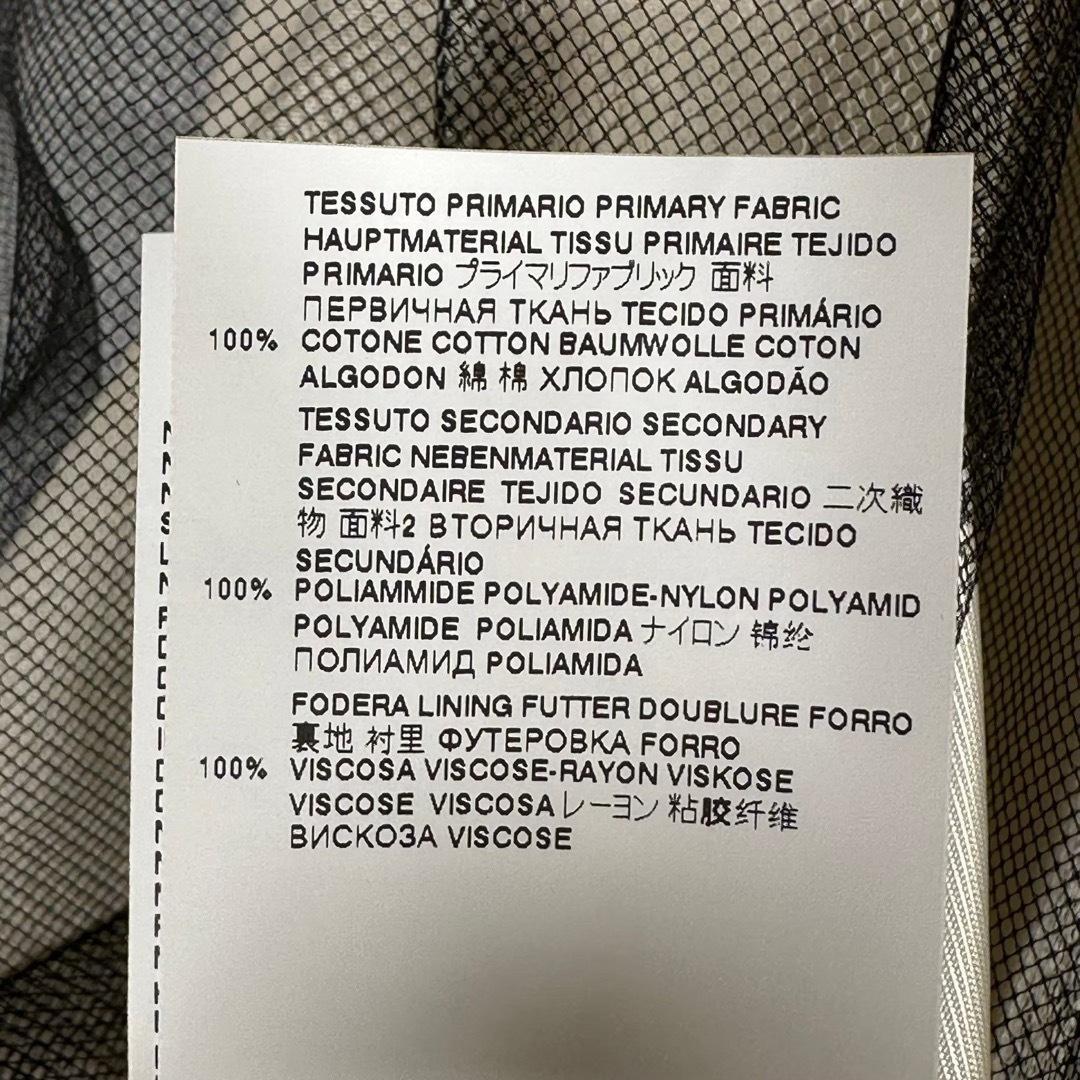 TESSUTO PRIMARIO PRIMARY FABRIC
HAUPTMATERIAL TISSU PRIMAIRE TEJIDO
PRIMARIO プライマリファブリック 面料
ПЕРВИЧНАЯ ТКАНЬ TECIDO PRIMÁRIO
100% COTONE COTTON BAUMWOLLE COTON
ALGODON 綿 棉 ХЛОПОК ALGODÃO
TESSUTO SECONDARIO SECONDARY
FABRIC NEBENMATERIAL TISSU
SECONDAIRE TEJIDO SECUNDARIO 二次織
物 面料2 ВТОРИЧНАЯ ТКАНЬ TECIDO
SECUNDÁRIO
100% POLIAMMIDE POLYAMIDE-NYLON POLYAMID
POLYAMIDE POLIAMIDA ナイロン 锦纶
ПОЛИАМИД POLIAMIDA
FODERA LINING FUTTER DOUBLURE FORRO
裏地 衬里 ФУТЕРОВКА FORRO
100% VISCOSA VISCOSE-RAYON VISKOSE
VISCOSE VISCOSA レーヨン 粘胶纤维
ВИСКОЗА VISCOSE